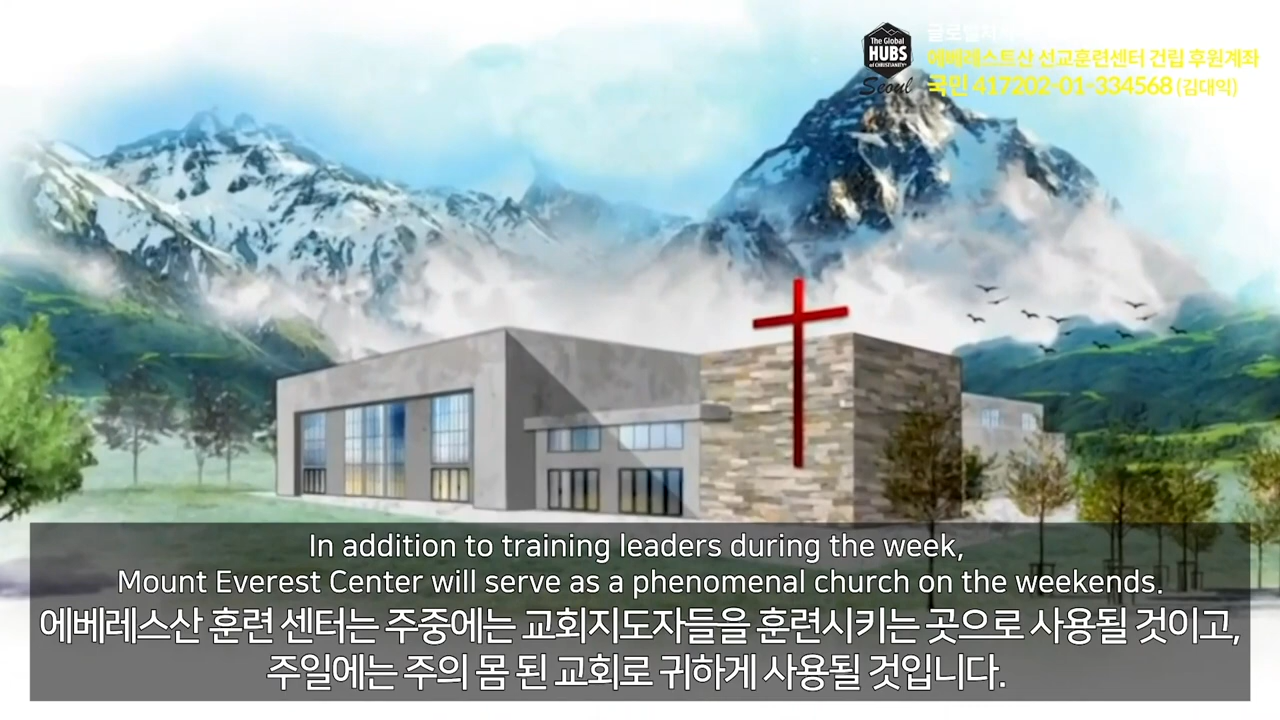 The Global
HUBS
of CHRISTIANITY
Seoul
에베레스트산 선교훈련센터 건립 후원계좌
국민 417202-01-334568 (김대익)
In addition to training leaders during the week,
Mount Everest Center will serve as a phenomenal church on the weekends.
에베레스산 훈련 센터는 주중에는 교회지도자들을 훈련시키는 곳으로 사용될 것이고,
주일에는 주의 몸 된 교회로 귀하게 사용될 것입니다.